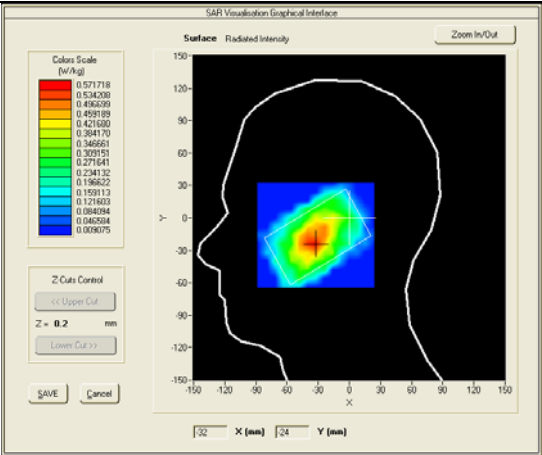 SAR Visualisation Graphical Interface
Surface Radiated Intensity
Zoom In/Out
Colors Scale
(W/kg)
0.571718
0.534208
0.496699
0.459189
0.421680
0.384170
0.346661
0.309151
0.271641
0.234132
0.196622
0.159113
0.121603
0.084094
0.046584
0.009075
Z-Cuts Control
<< Upper Cut
Z = 0.2 mm
Lower Cut >>
SAVE Cancel
150-
120-
90-
60-
30-
0-
-30-
-60-
-90-
-120-
-150-
Y
-150 -120 -90 -60 -30 0 30 60 90 120 150
X
-32 X (mm) -24 Y (mm)